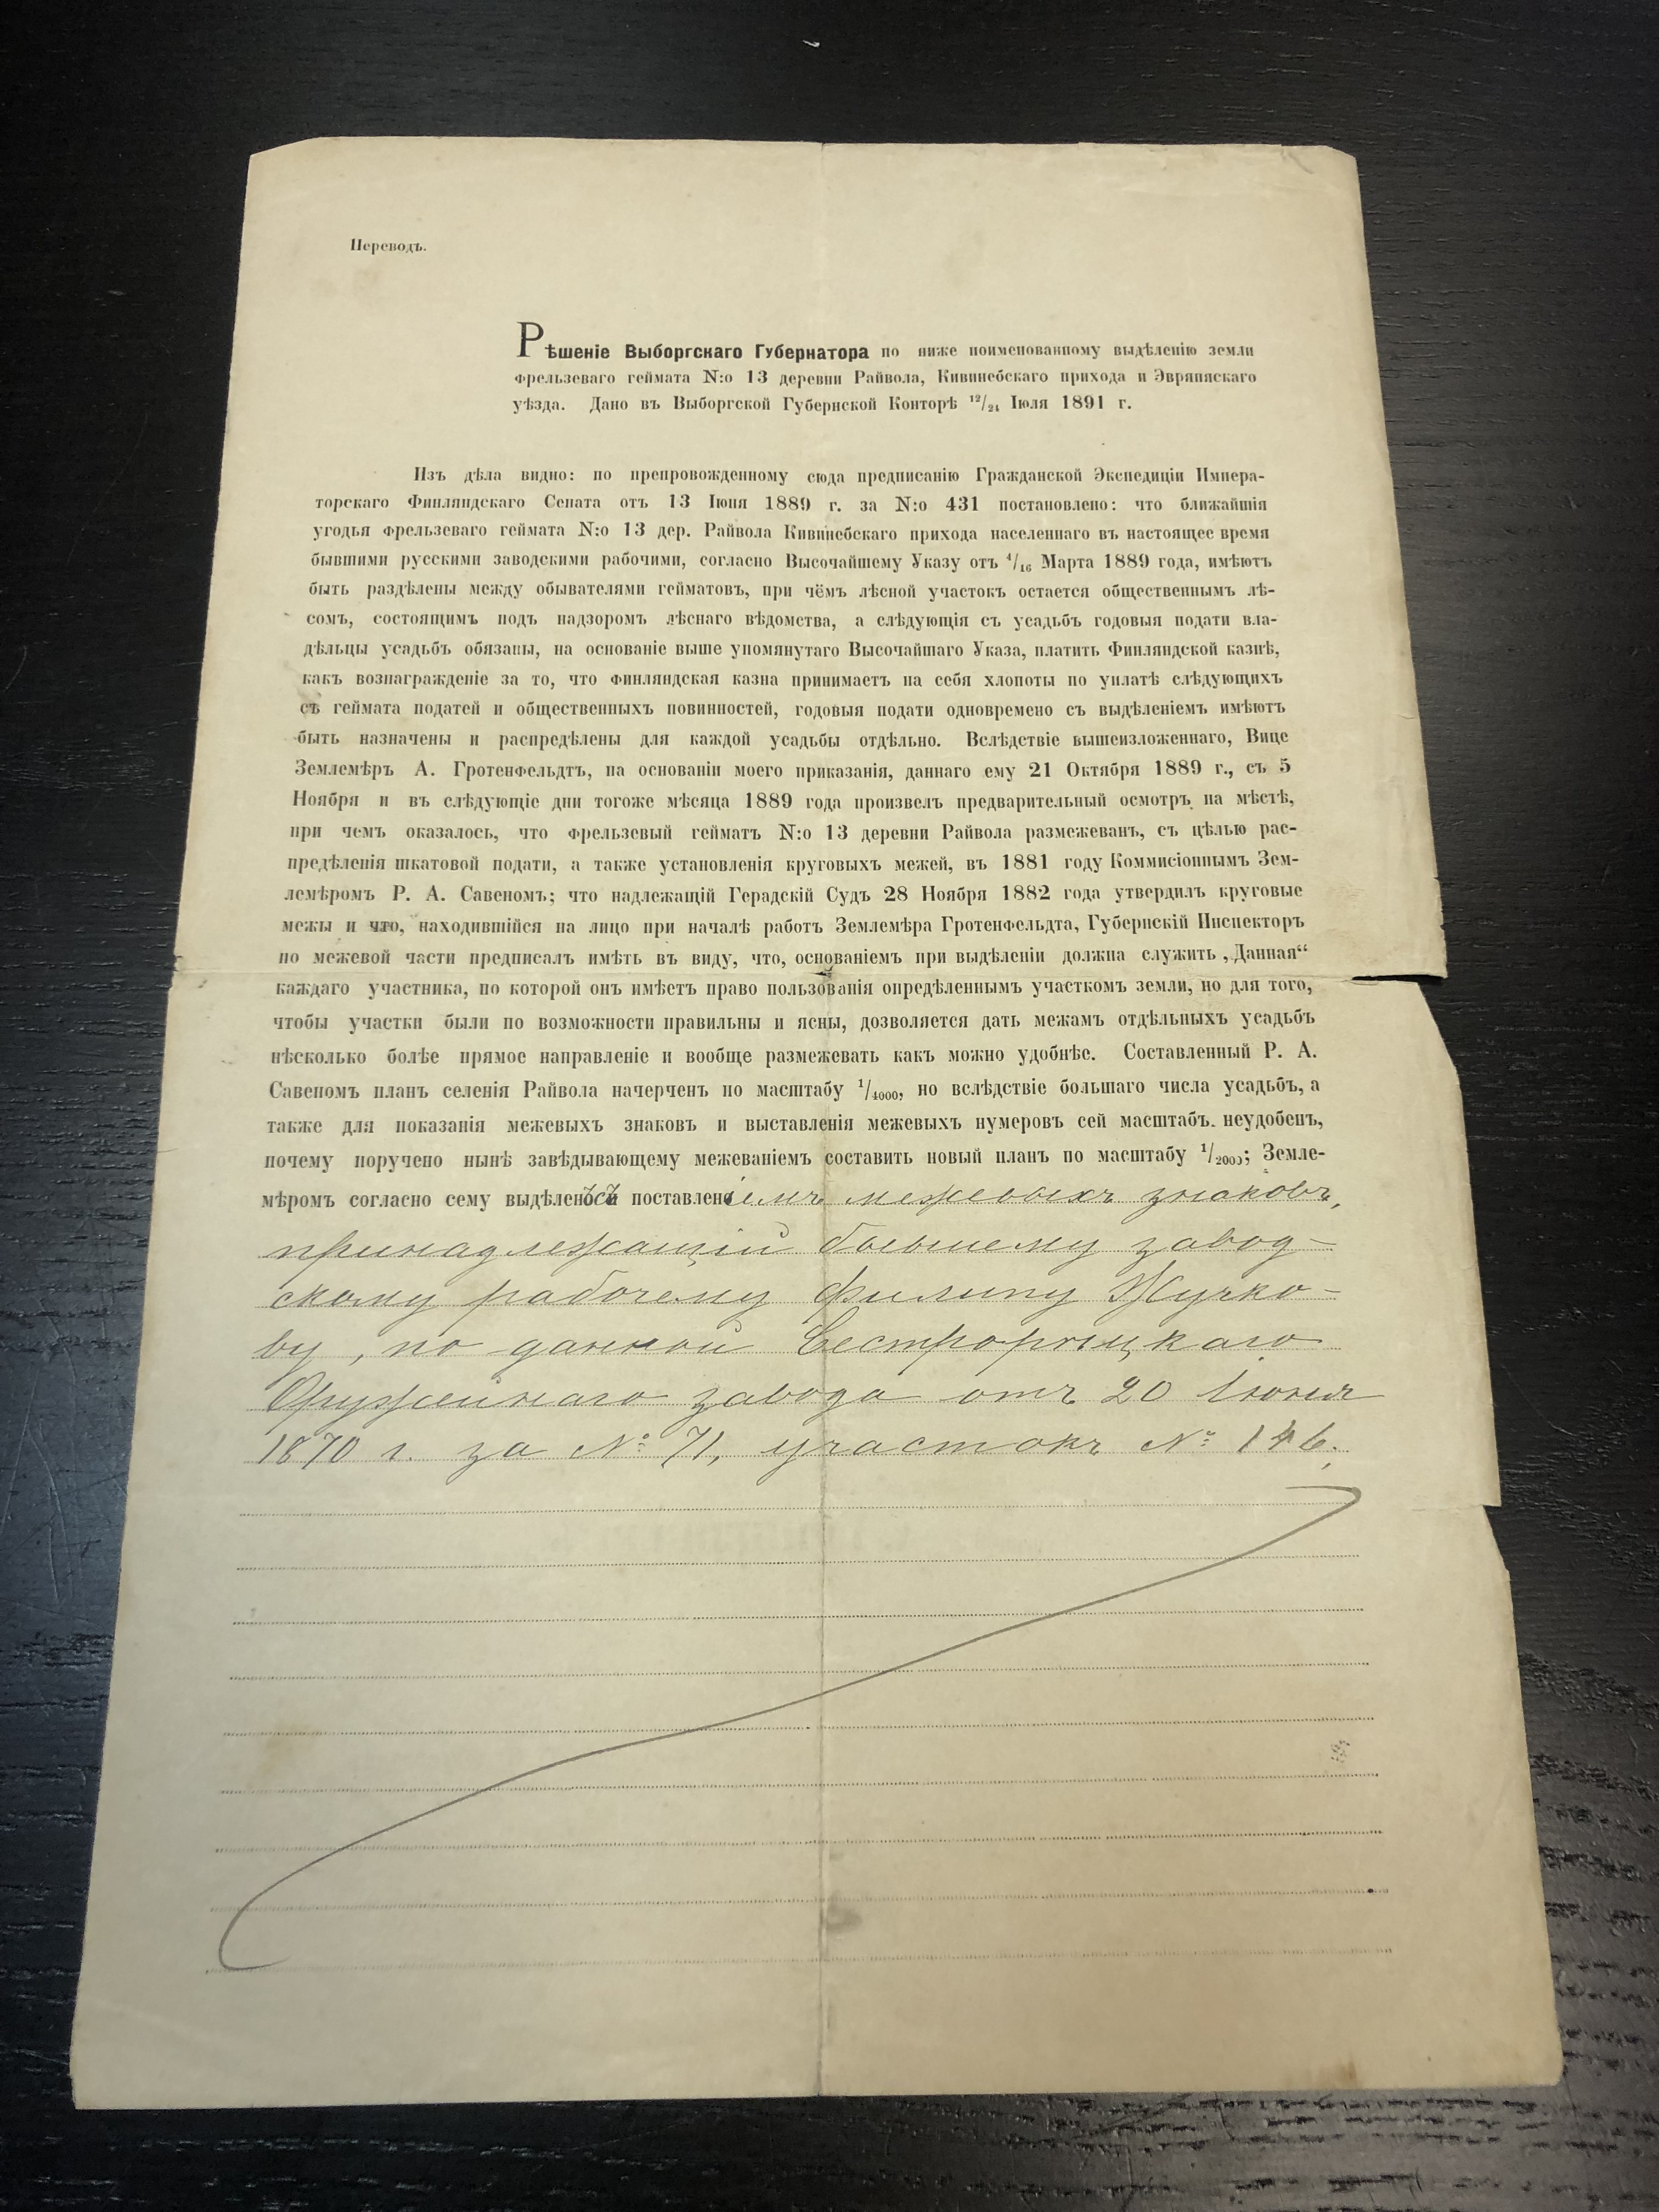 Переводъ.
Рѣшеніе Выборгскаго Губернатора по ниже поименованному выдѣленію земли
фрельзеваго геймата N:o 13 деревни Райвола, Кивинебскаго прихода и Эвряпяскаго
уѣзда. Дано въ Выборгской Губернской Конторѣ 12/24 Іюля 1891 г.
Изъ дѣла видно: по препровожденному сюда предписанію Гражданской Экспедиціи Импера-
торскаго Финляндскаго Сената отъ 13 Іюня 1889 г. за N:o 431 постановлено: что ближайшія
угодья фрельзеваго геймата N:o 13 дер. Райвола Кивинебскаго прихода населеннаго въ настоящее время
бывшими русскими заводскими рабочими, согласно Высочайшему Указу отъ 4/16 Марта 1889 года, имѣютъ
быть раздѣлены между обывателями гейматовъ, при чёмъ лѣсной участокъ остается общественнымъ лѣ-
сомъ, состоящимъ подъ надзоромъ лѣснаго вѣдомства, а слѣдующія съ усадьбъ годовыя подати вла-
дѣльцы усадьбъ обязаны, на основаніе выше упомянутаго Высочайшаго Указа, платить Финляндской казнѣ,
какъ вознагражденіе за то, что финляндская казна принимаетъ на себя хлопоты по уплатѣ слѣдующихъ
съ геймата податей и общественныхъ повинностей, годовыя подати одновремено съ выдѣленіемъ имѣютъ
быть назначены и распредѣлены для каждой усадьбы отдѣльно. Вслѣдствіе вышеизложеннаго, Вице
Землемѣръ А. Гротенфельдтъ, на основаніи моего приказанія, даннаго ему 21 Октября 1889 г., съ 5
Ноября и въ слѣдующіе дни тогоже мѣсяца 1889 года произвелъ предварительный осмотръ на мѣстѣ,
при чемъ оказалось, что фрельзевый гейматъ N:o 13 деревни Райвола размежеванъ, съ цѣлью рас-
предѣленія шкатовой подати, а также установленія круговыхъ межей, въ 1881 году Коммисіоннымъ Зем-
лемѣромъ Р. А. Савеномъ; что надлежащій Герадскій Судъ 28 Ноября 1882 года утвердилъ круговые
межы и что, находившійся на лицо при началѣ работъ Землемѣра Гротенфельдта, Губернскій Инспекторъ
по межевой части предписалъ имѣть въ виду, что, основаніемъ при выдѣленіи должна служить „Данная“
каждаго участника, по которой онъ имѣетъ право пользованія опредѣленнымъ участкомъ земли, но для того,
чтобы участки были по возможности правильны и ясны, дозволяется дать межамъ отдѣльныхъ усадьбъ
нѣсколько болѣе прямое направленіе и вообще размежевать какъ можно удобнѣе. Составленный Р. А.
Савеномъ планъ селенія Райвола начерченъ по масштабу 1/4000, но вслѣдствіе большаго числа усадьбъ, а
также для показанія межевыхъ знаковъ и выставленія межевыхъ нумеровъ сей масштабъ неудобенъ,
почему поручено нынѣ завѣдывающему межеваніемъ составить новый планъ по масштабу 1/2000; Земле-
мѣромъ согласно сему выдѣленъ съ поставленіемъ межевыхъ знаковъ,
принадлежащій бывшему завод-
скому рабочему Филипу Жучко-
ву, по данной Сестрорѣцкаго
Оружейнаго завода отъ 20 Іюня
1870 г. за № 71, участокъ № 146.